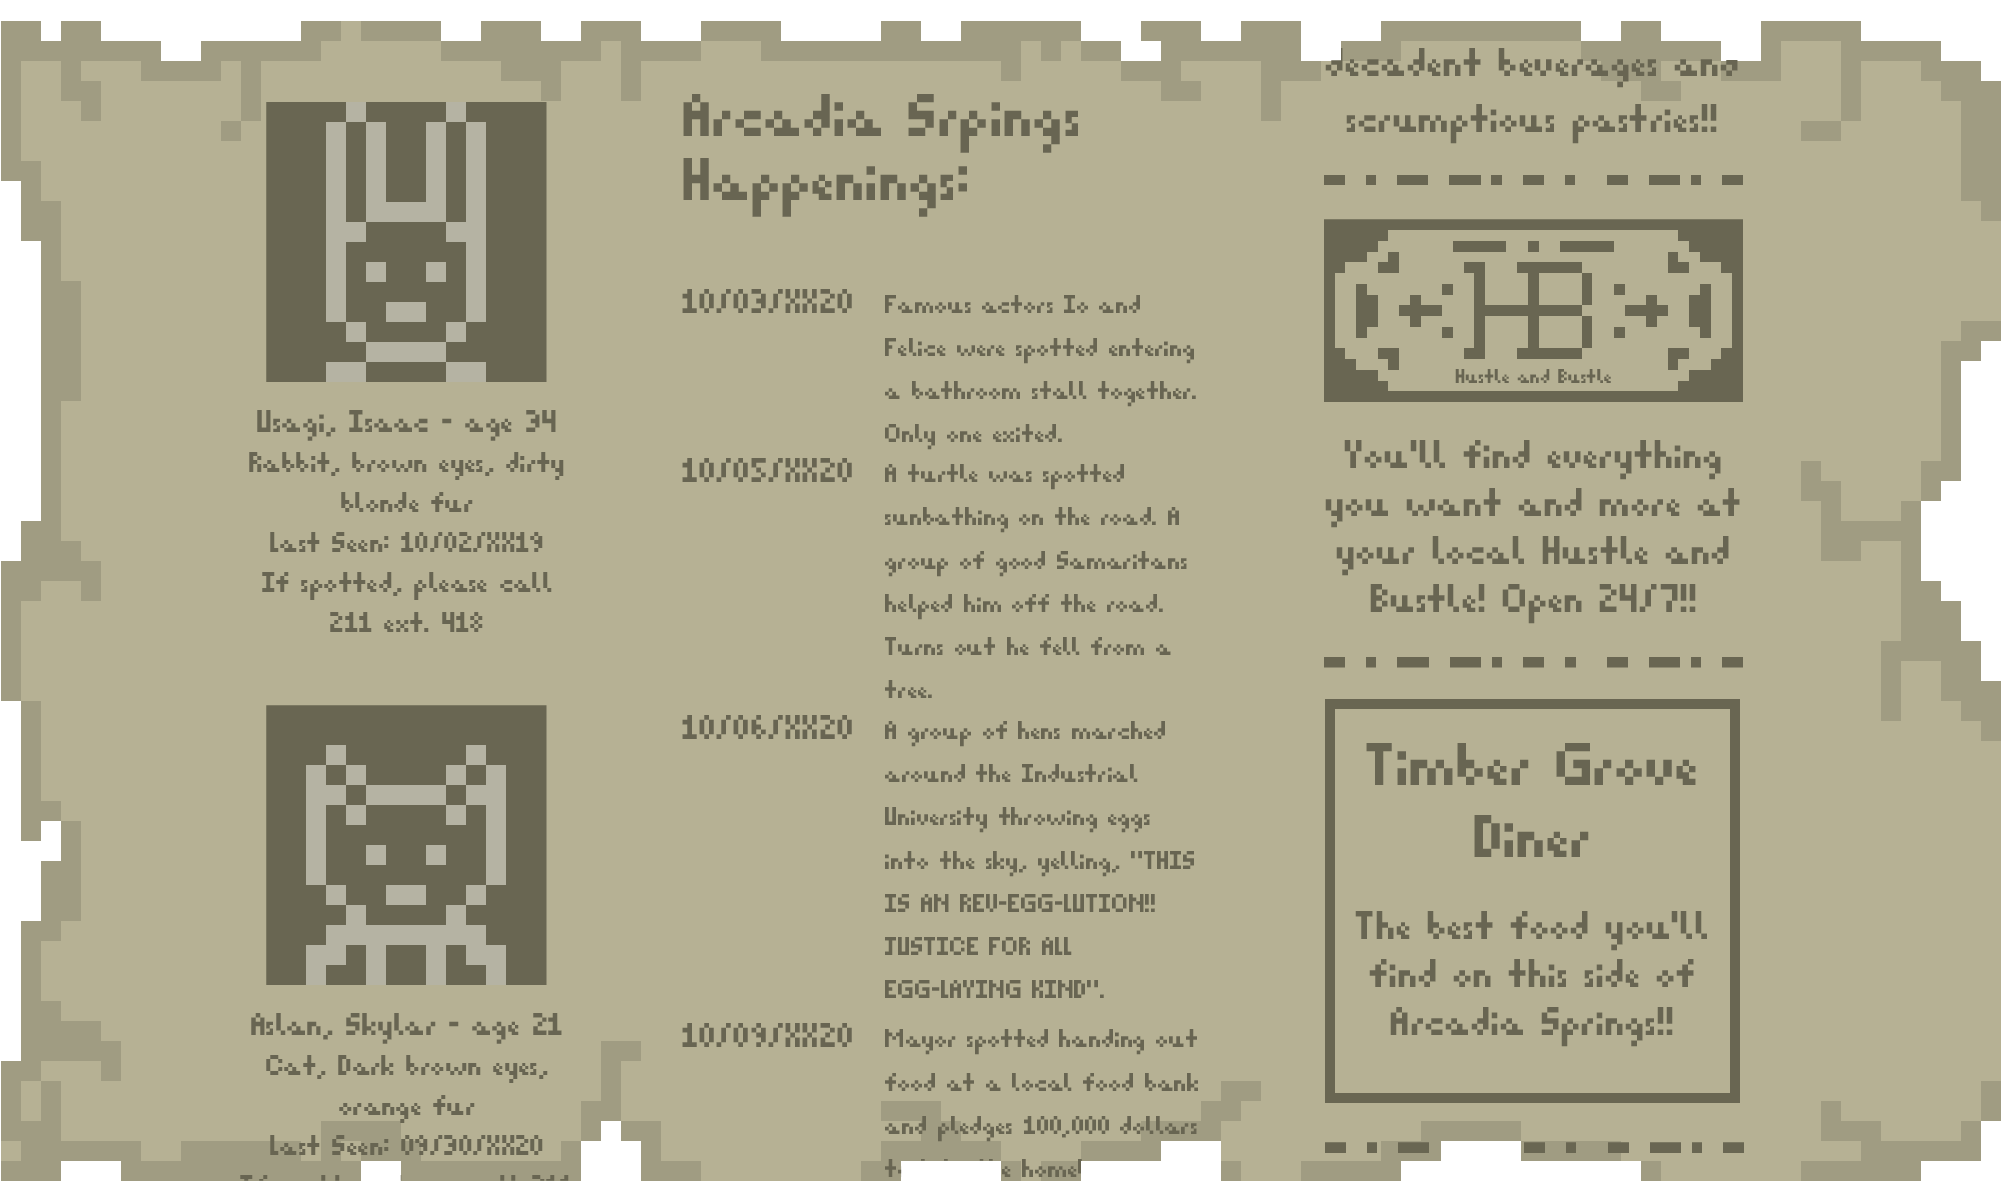 Usagi, Isaac - age 34
Rabbit, brown eyes, dirty
blonde fur
Last Seen: 10/02/XX19
If spotted, please call
211 ext. 418
Aslan, Skylar - age 21
Cat, Dark brown eyes,
orange fur
Last Seen: 09/30/XX20
Arcadia Srpings
Happenings:
10/03/XX20 Famous actors Io and
Felice were spotted entering
a bathroom stall together.
Only one exited.
10/05/XX20 A turtle was spotted
sunbathing on the road. A
group of good Samaritans
helped him off the road.
Turns out he fell from a
tree.
10/06/XX20 A group of hens marched
around the Industrial
University throwing eggs
into the sky, yelling, "THIS
IS AN REV-EGG-LUTION!!
JUSTICE FOR ALL
EGG-LAYING KIND".
10/09/XX20 Mayor spotted handing out
food at a local food bank
and pledges 100,000 dollars
home!
decadent beverages and
scrumptious pastries!!
HB
Hustle and Bustle
You'll find everything
you want and more at
your local Hustle and
Bustle! Open 24/7!!
Timber Grove
Diner
The best food you'll
find on this side of
Arcadia Springs!!